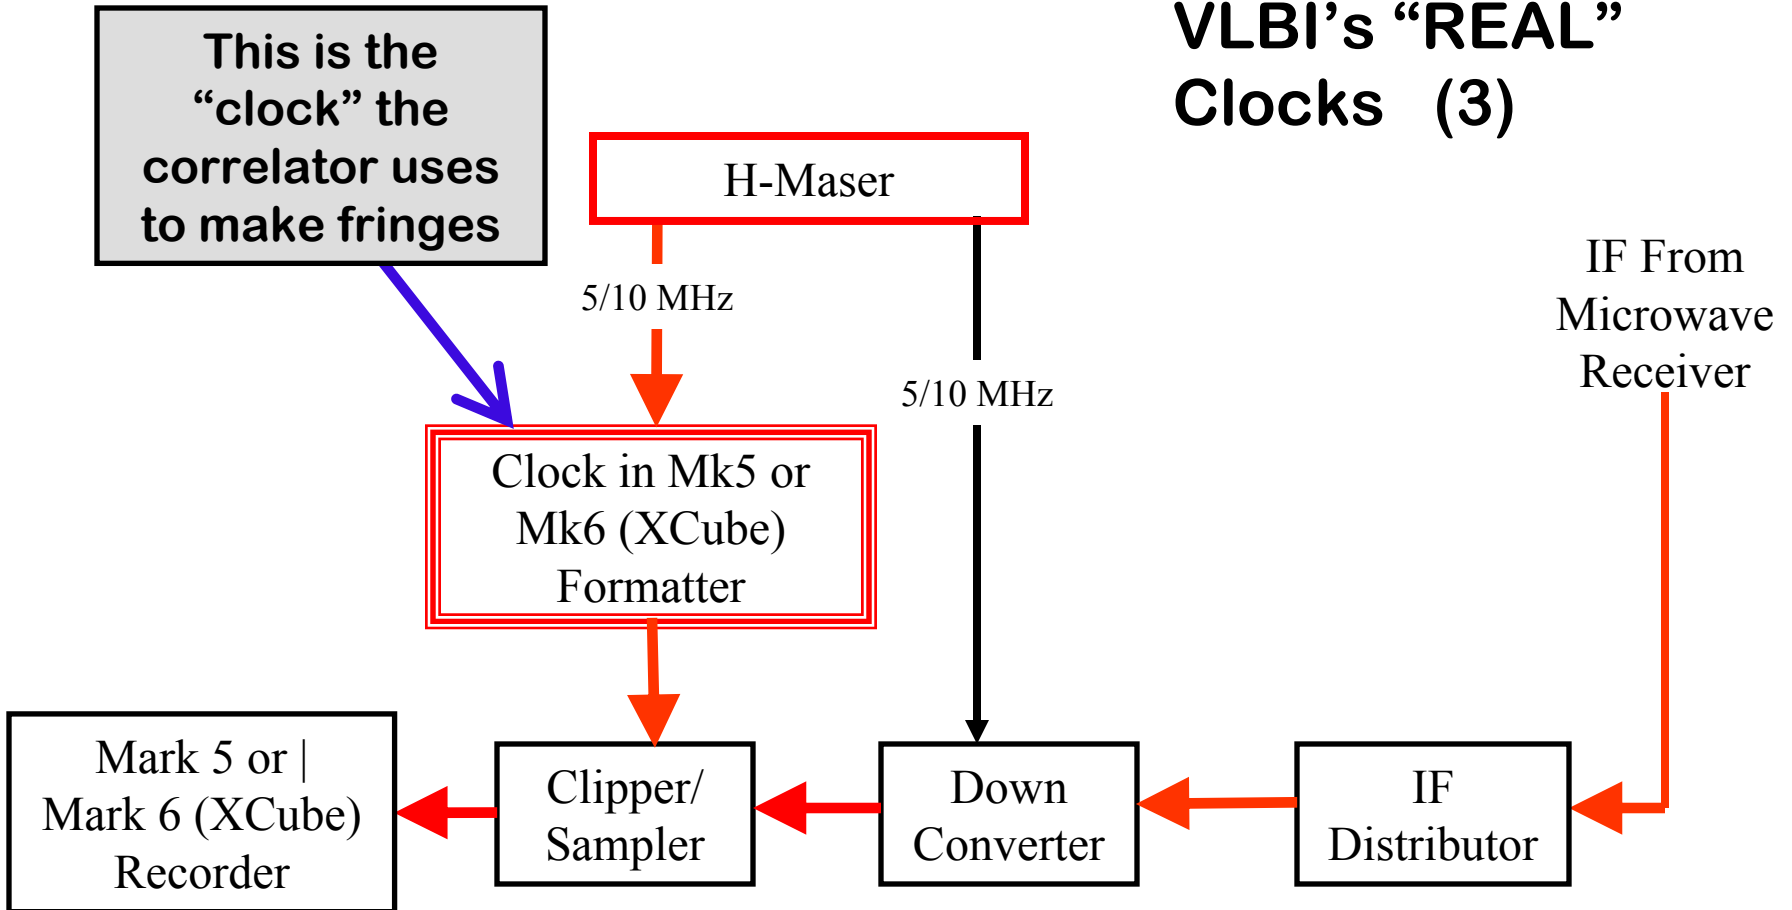 VLBI's “REAL”
Clocks (3)
This is the
“clock” the
correlator uses
to make fringes
H-Maser
5/10 MHz
5/10 MHz
IF From
Microwave
Receiver
Clock in Mk5 or
Mk6 (XCube)
Formatter
Mark 5 or |
Mark 6 (XCube)
Recorder
Clipper/
Sampler
Down
Converter
IF
Distributor